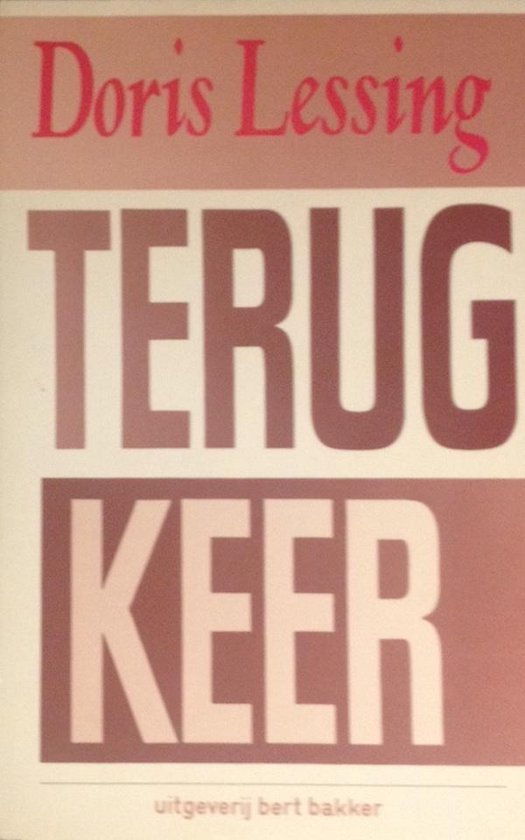 Doris Lessing
TERUG
KEER
uitgeverij bert bakker